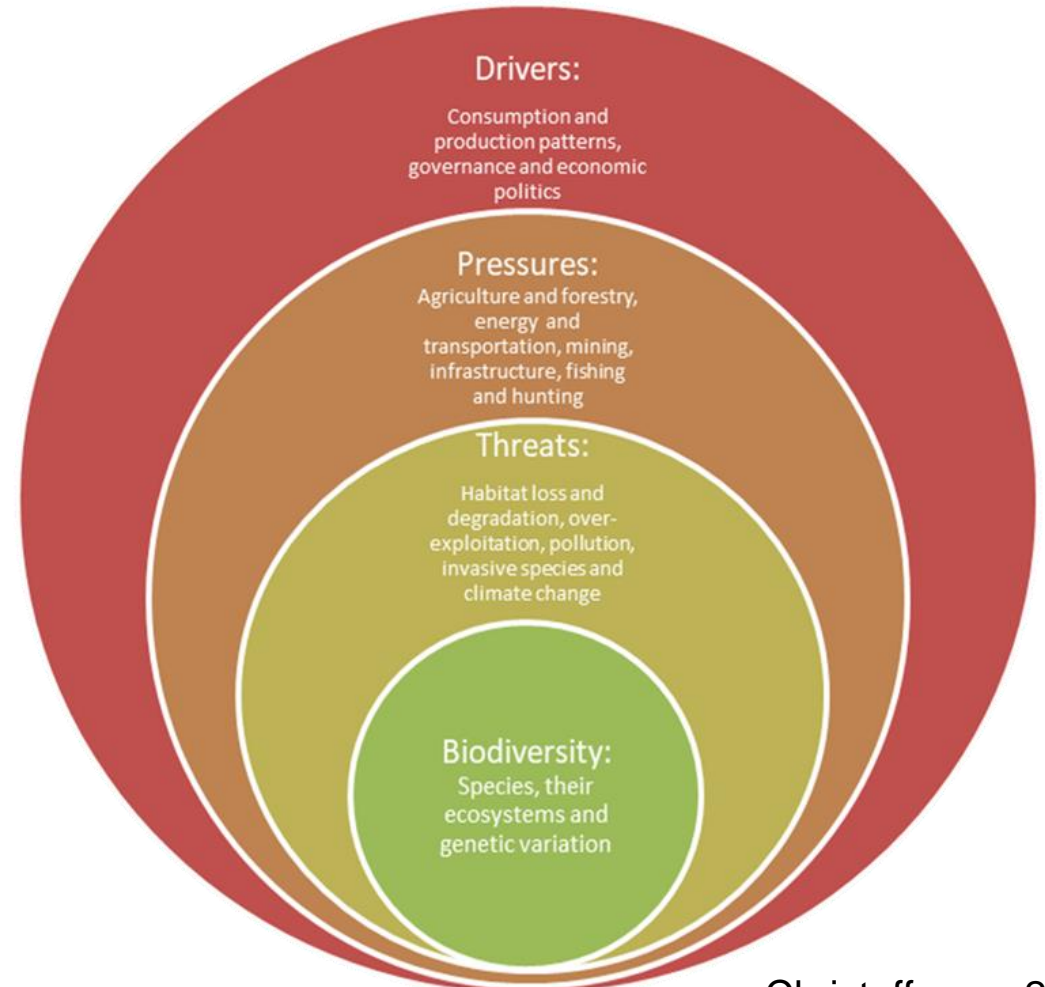 Drivers:
Consumption and
production patterns,
governance and economic
politics
Pressures:
Agriculture and forestry,
energy and
transportation, mining,
infrastructure, fishing
and hunting
Threats:
Habitat loss and
degradation, over-
exploitation, pollution,
invasive species and
climate change
Biodiversity:
Species, their
ecosystems and
genetic variation